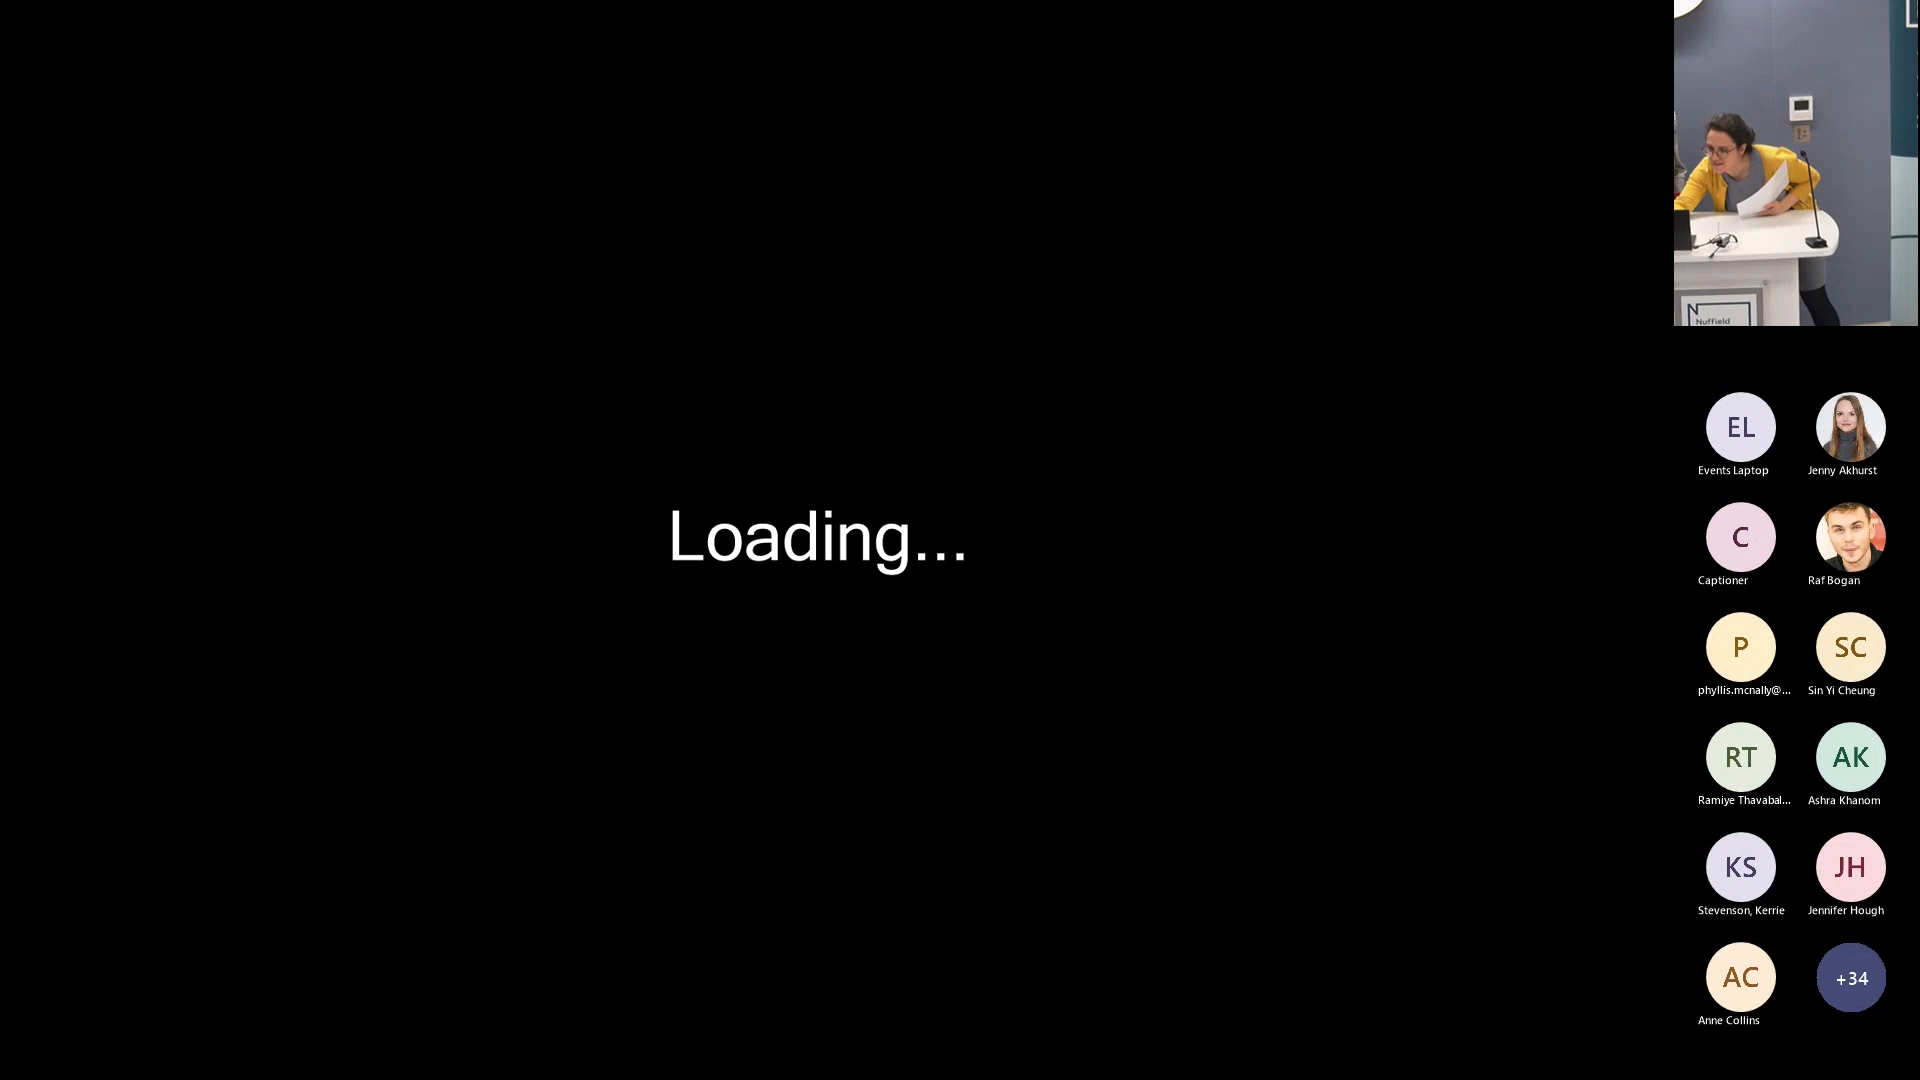 Loading...
Nuffield
EL
Events Laptop
Jenny Akhurst
C
Captioner
Raf Bogan
P
phyllis.mcnally@...
SC
Sin Yi Cheung
RT
Ramiye Thavabal...
AK
Ashra Khanom
KS
Stevenson, Kerrie
JH
Jennifer Hough
AC
Anne Collins
+34